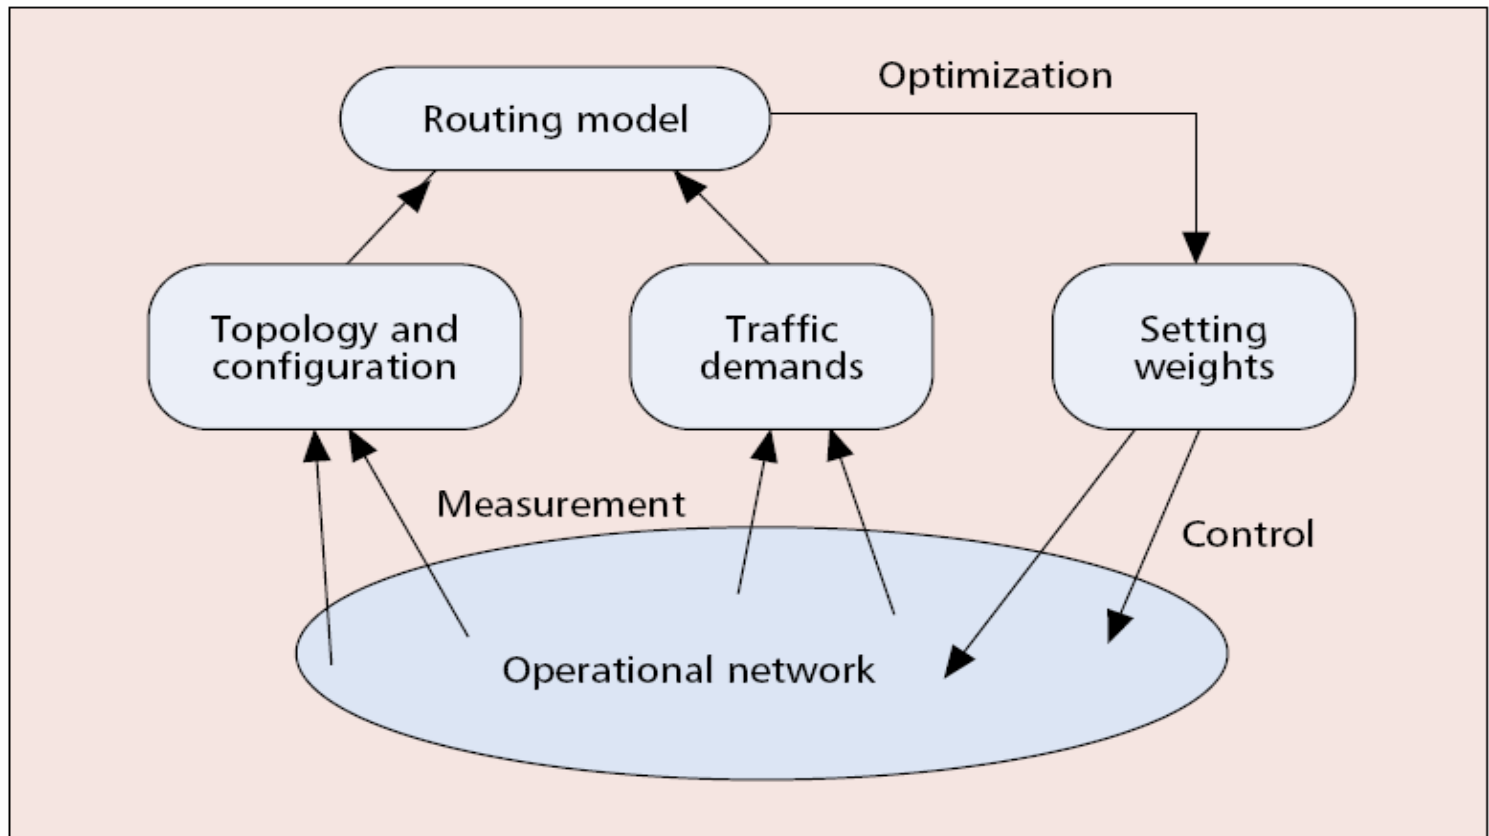 Optimization
Routing model
Topology and
configuration
Traffic
demands
Setting
weights
Measurement
Control
Operational network